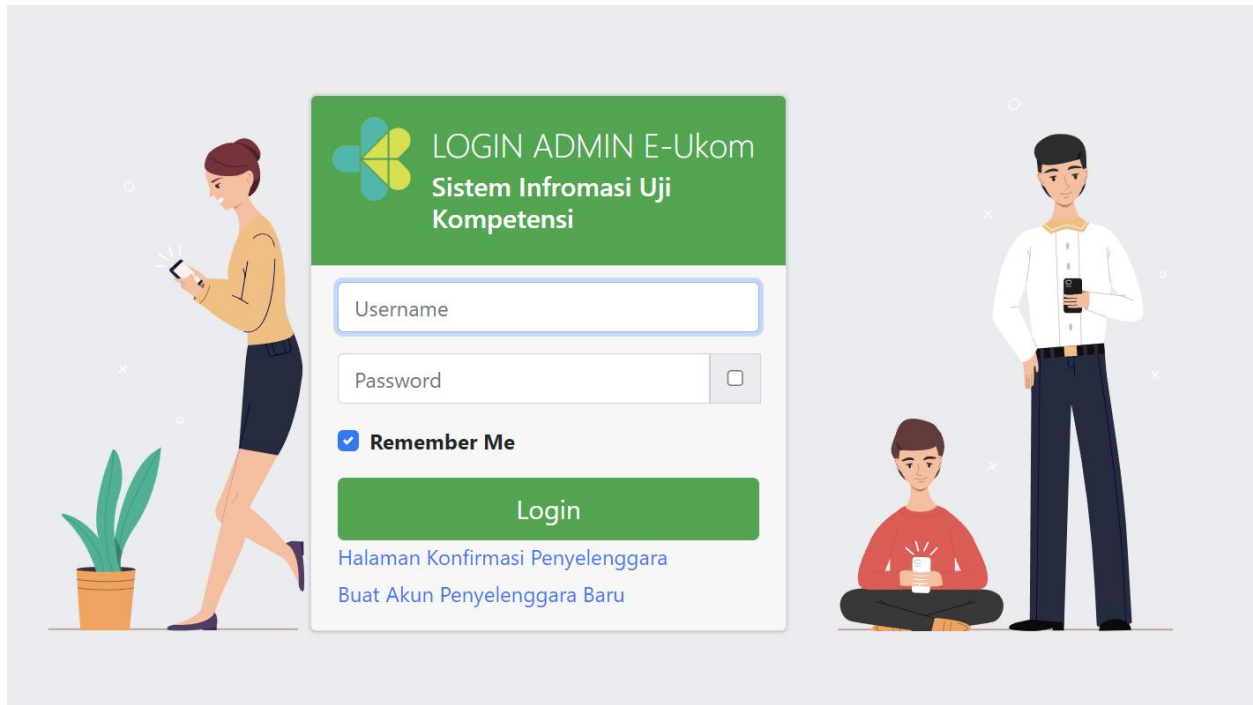 LOGIN ADMIN E-Ukom
Sistem Infromasi Uji
Kompetensi
Username
Password
Remember Me
Login
Halaman Konfirmasi Penyelenggara
Buat Akun Penyelenggara Baru